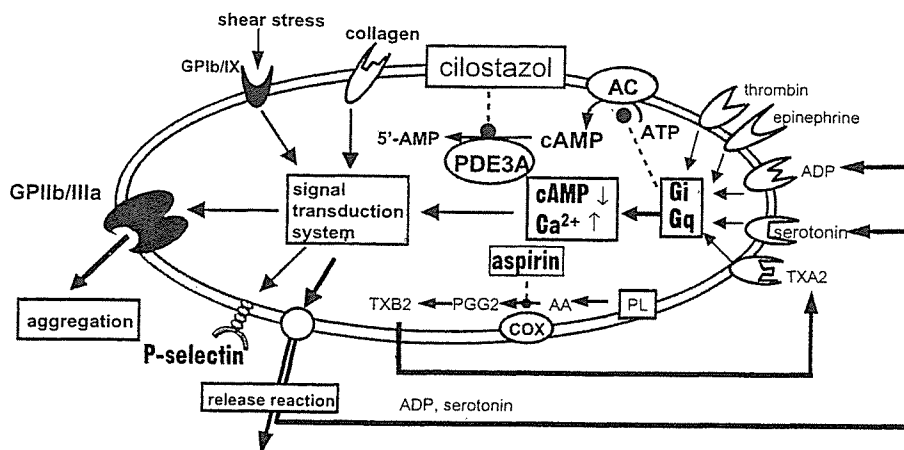 shear stress
collagen
GPIb/IX
cilostazol
AC
thrombin
epinephrine
5'-AMP
cAMP
ATP
PDE3A
ADP
GPIIb/IIIa
signal
transduction
system
cAMP ↓
Ca²⁺ ↑
Gi
Gq
serotonin
aspirin
TXA2
TXB2
PGG2
AA
PL
COX
aggregation
P-selectin
release reaction
ADP, serotonin